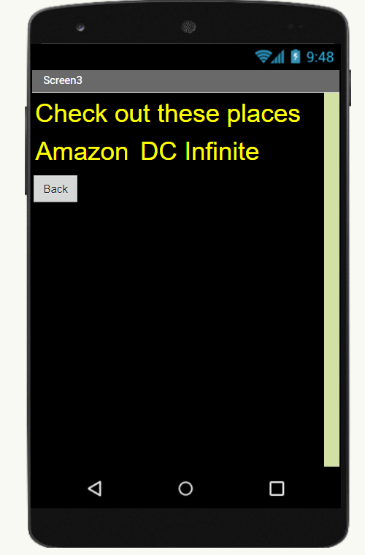 9:48
Screen3
Check out these places
Amazon DC Infinite
Back